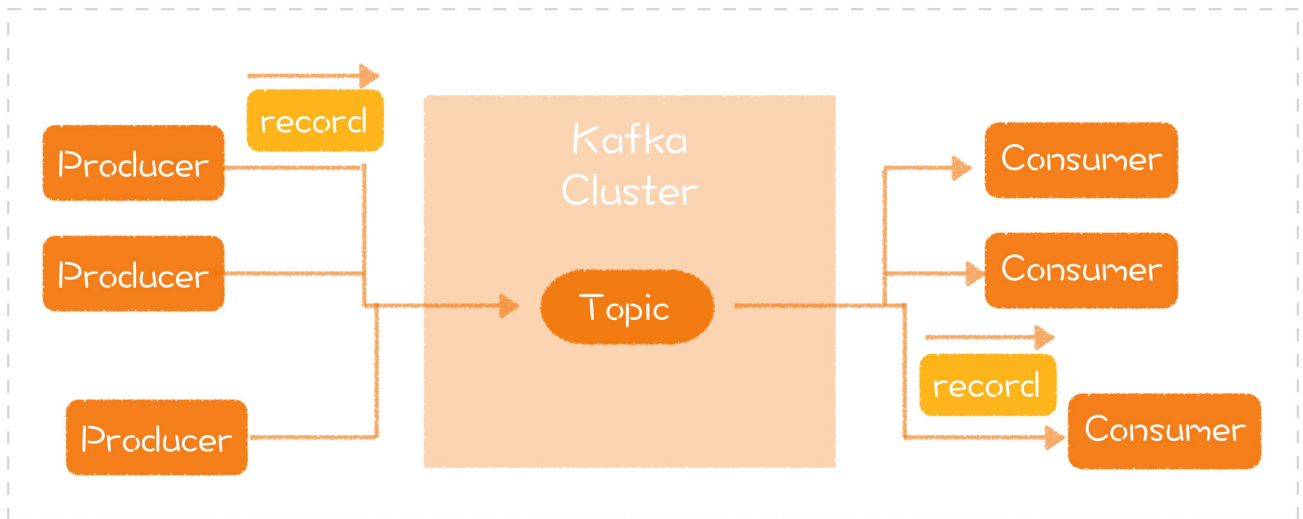 record
Producer
Producer
Producer
Kafka
Cluster
Topic
Consumer
Consumer
record
Consumer